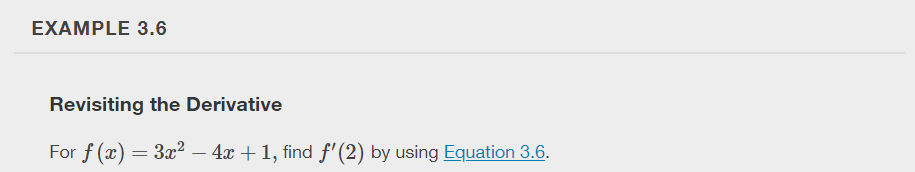 EXAMPLE 3.6
Revisiting the Derivative
For f (x) = 3x² − 4x + 1, find f′(2) by using Equation 3.6.